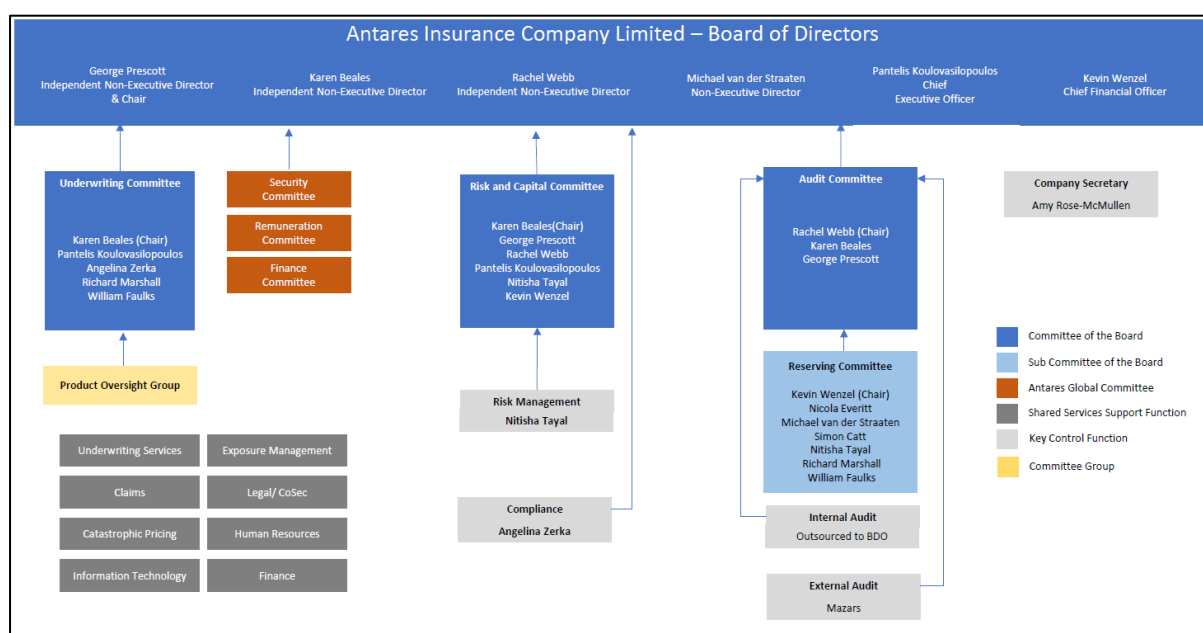 Antares Insurance Company Limited – Board of Directors
George Prescott
Independent Non-Executive Director
& Chair
Karen Beales
Independent Non-Executive Director
Rachel Webb
Independent Non-Executive Director
Michael van der Straaten
Non-Executive Director
Pantelis Koulovasilopoulos
Chief
Executive Officer
Kevin Wenzel
Chief Financial Officer
Underwriting Committee
Karen Beales (Chair)
Pantelis Koulovasilopoulos
Angelina Zerka
Richard Marshall
William Faulks
Security
Committee
Remuneration
Committee
Finance
Committee
Risk and Capital Committee
Karen Beales(Chair)
George Prescott
Rachel Webb
Pantelis Koulovasilopoulos
Nitisha Tayal
Kevin Wenzel
Audit Committee
Rachel Webb (Chair)
Karen Beales
George Prescott
Company Secretary
Amy Rose-McMullen
Product Oversight Group
Risk Management
Nitisha Tayal
Reserving Committee
Kevin Wenzel (Chair)
Nicola Everitt
Michael van der Straaten
Simon Catt
Nitisha Tayal
Richard Marshall
William Faulks
Committee of the Board
Sub Committee of the Board
Antares Global Committee
Shared Services Support Function
Key Control Function
Committee Group
Underwriting Services
Exposure Management
Claims
Legal/ CoSec
Catastrophic Pricing
Human Resources
Information Technology
Finance
Compliance
Angelina Zerka
Internal Audit
Outsourced to BDO
External Audit
Mazars